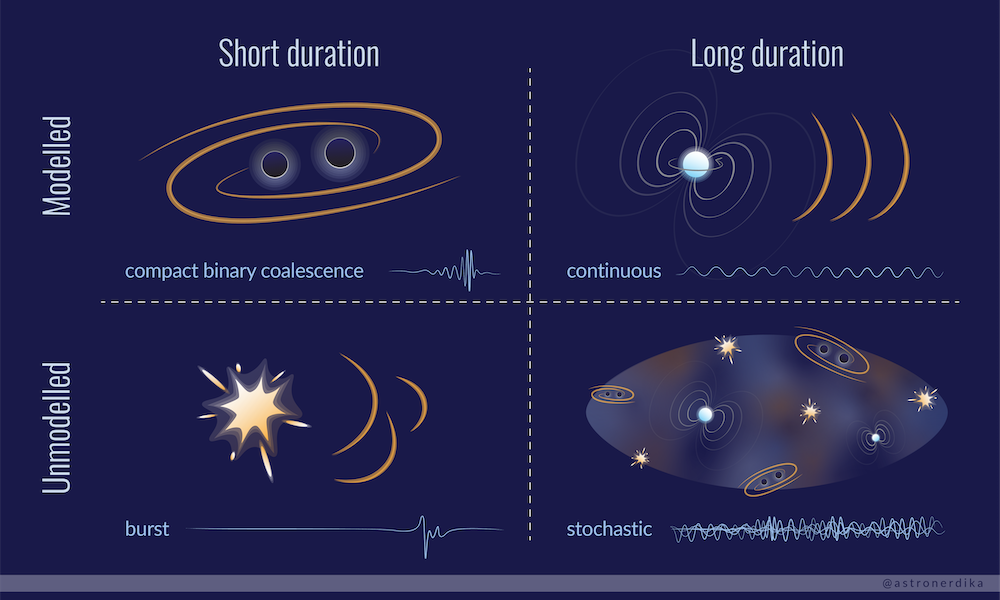 Short duration
Long duration
Modelled
compact binary coalescence
continuous
Unmodelled
burst
stochastic
@astronerdika